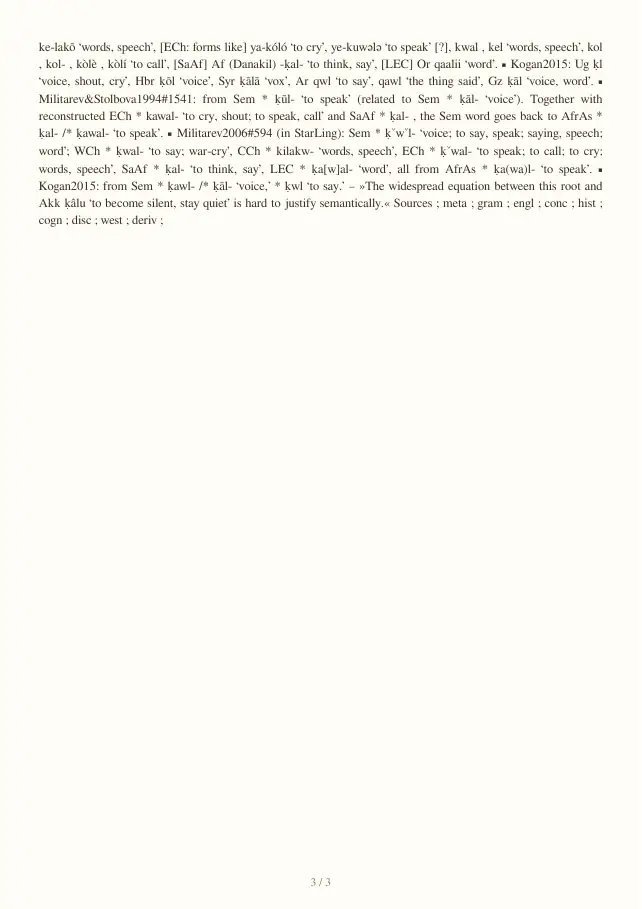 ke-lakō ‘words, speech’, [ECh: forms like] ya-kóló ‘to cry’, ye-kuwələ ‘to speak’ [?], kwal , kel ‘words, speech’, kol
, kol- , kòlè , kòlí ‘to call’, [SaAf] Af (Danakil) -ḳal- ‘to think, say’, [LEC] Or qaalii ‘word’. ▪ Kogan2015: Ug ḳl
‘voice, shout, cry’, Hbr ḳōl ‘voice’, Syr ḳālā ‘vox’, Ar qwl ‘to say’, qawl ‘the thing said’, Gz ḳāl ‘voice, word’. ▪
Militarev&Stolbova1994#1541: from Sem * ḳūl- ‘to speak’ (related to Sem * ḳāl- ‘voice’). Together with
reconstructed ECh * kawal- ‘to cry, shout; to speak, call’ and SaAf * ḳal- , the Sem word goes back to AfrAs *
ḳal- /* ḳawal- ‘to speak’. ▪ Militarev2006#594 (in StarLing): Sem * ḳˇwˇl- ‘voice; to say, speak; saying, speech;
word’; WCh * ḳwal- ‘to say; war-cry’, CCh * kilakw- ‘words, speech’, ECh * ḳˇwal- ‘to speak; to call; to cry;
words, speech’, SaAf * ḳal- ‘to think, say’, LEC * ḳa[w]al- ‘word’, all from AfrAs * ḳa(wa)l- ‘to speak’. ▪
Kogan2015: from Sem * ḳawl- /* ḳāl- ‘voice,’ * ḳwl ‘to say.’ – »The widespread equation between this root and
Akk ḳâlu ‘to become silent, stay quiet’ is hard to justify semantically.« Sources ; meta ; gram ; engl ; conc ; hist ;
cogn ; disc ; west ; deriv ;
3 / 3